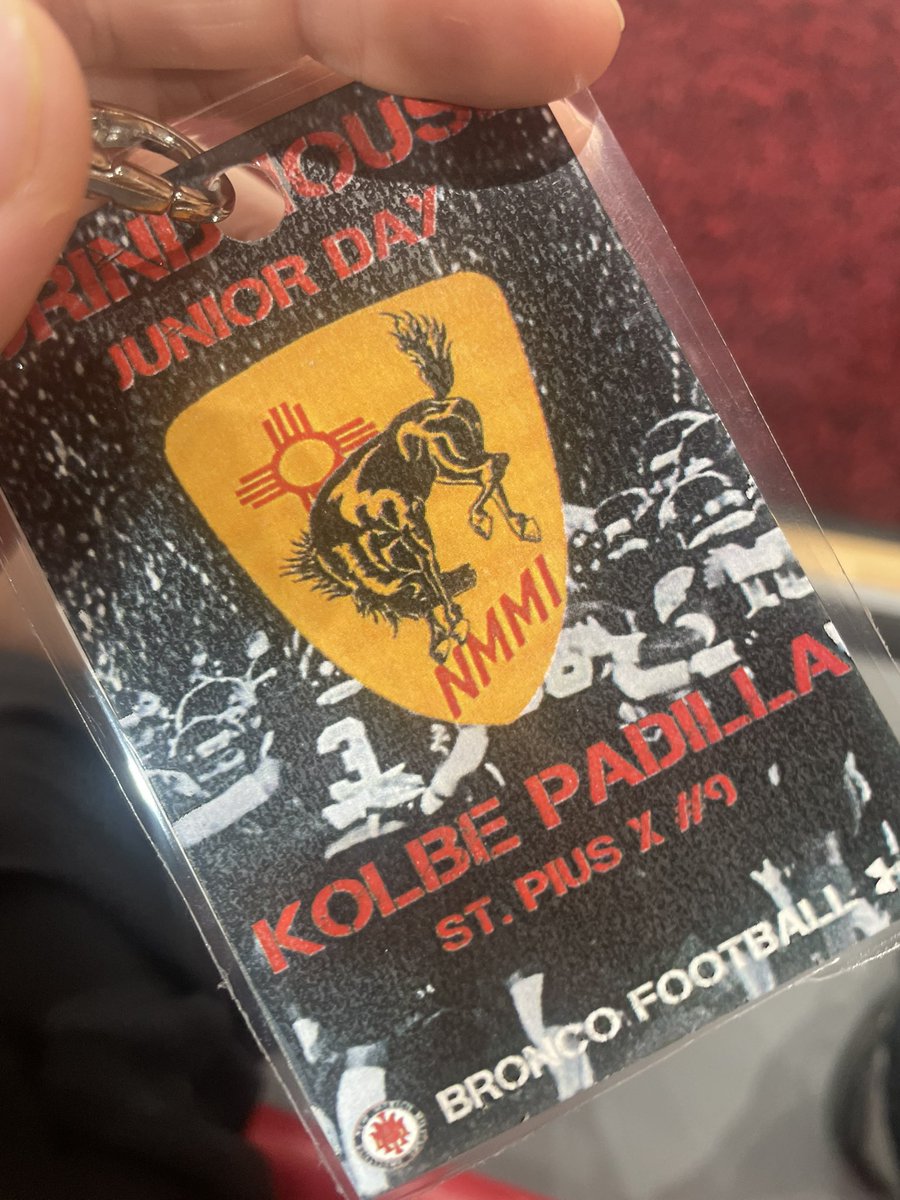 JUNIOR DAY
NMMI
KOLBE PADILLA
ST. PIUS X //9
BRONCO FOOTBALL